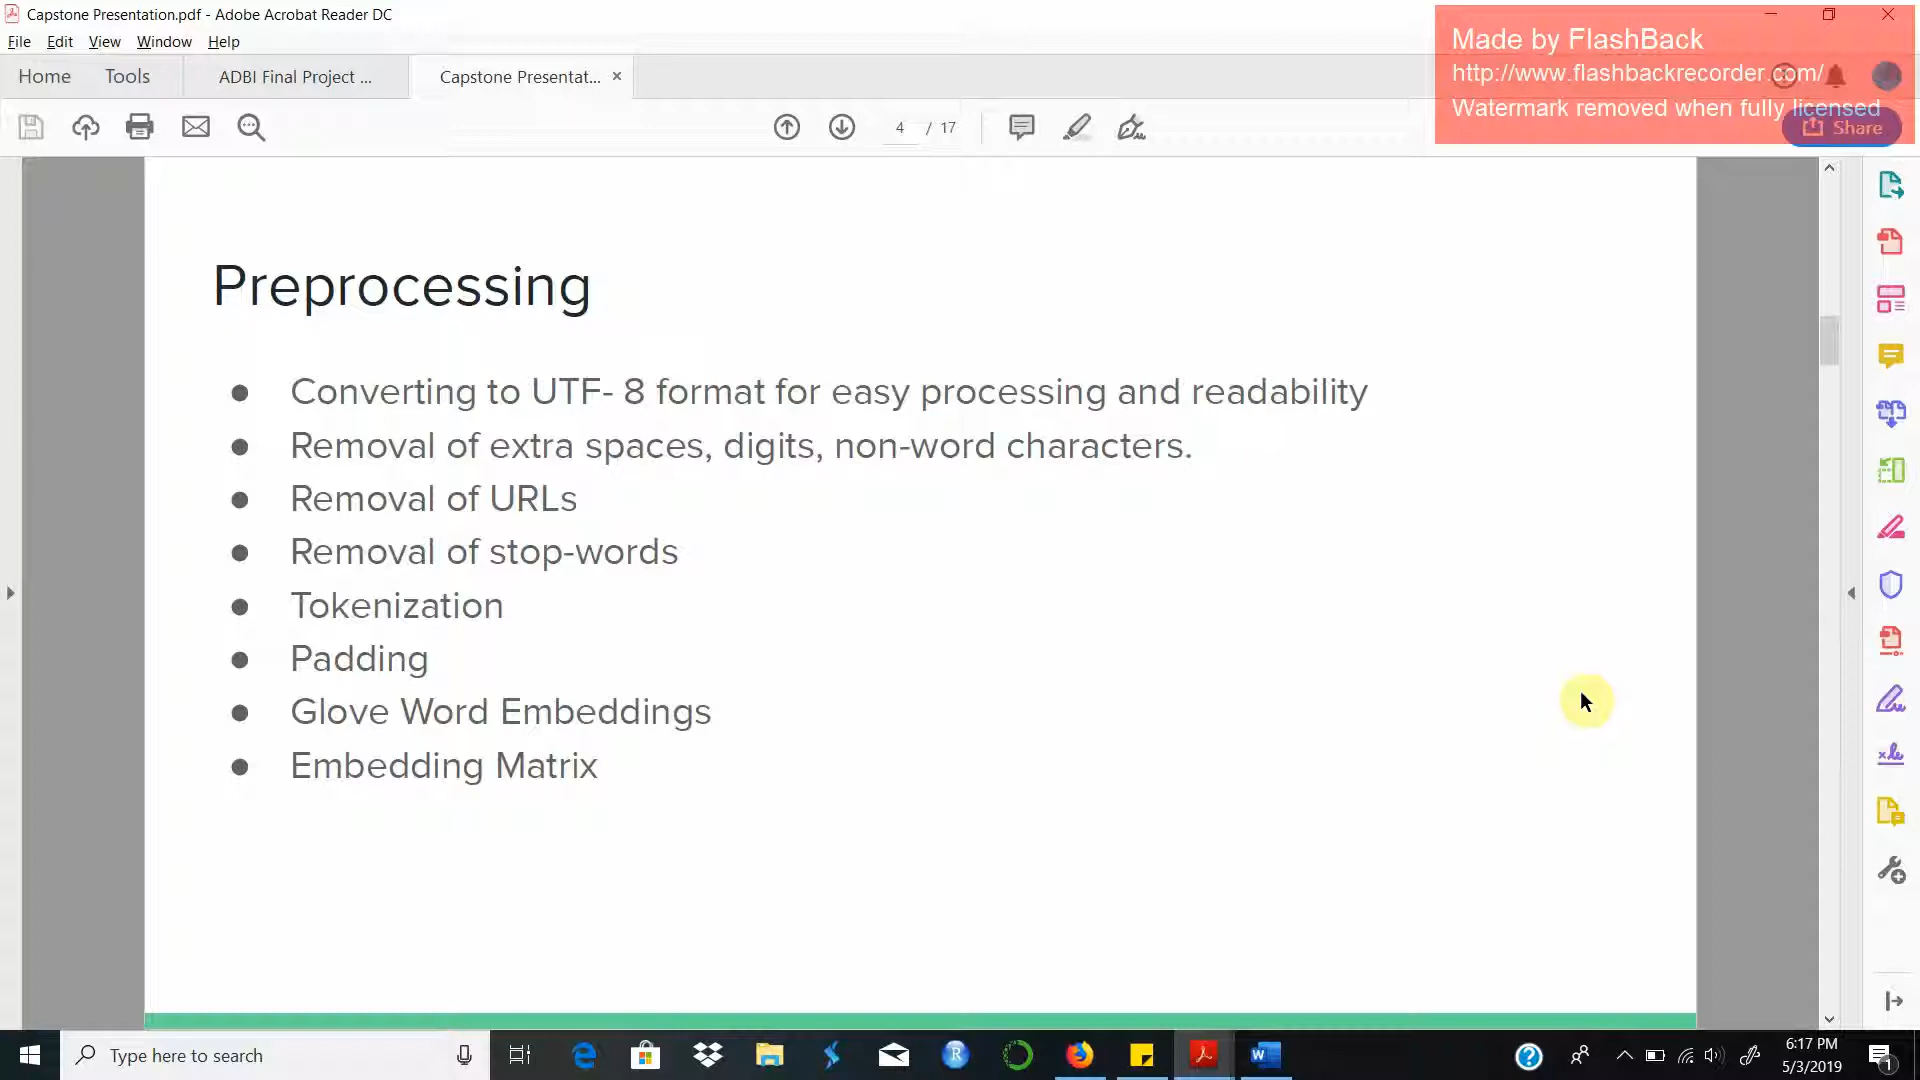 Capstone Presentation.pdf - Adobe Acrobat Reader DC
File Edit View Window Help
Made by FlashBack
http://www.flashbackrecorder.com/
Watermark removed when fully licensed
Home Tools ADBI Final Project ... Capstone Presentat... ×
4 / 17
Share
Preprocessing
● Converting to UTF- 8 format for easy processing and readability
● Removal of extra spaces, digits, non-word characters.
● Removal of URLs
● Removal of stop-words
● Tokenization
● Padding
● Glove Word Embeddings
● Embedding Matrix
Type here to search
6:17 PM
5/3/2019
1